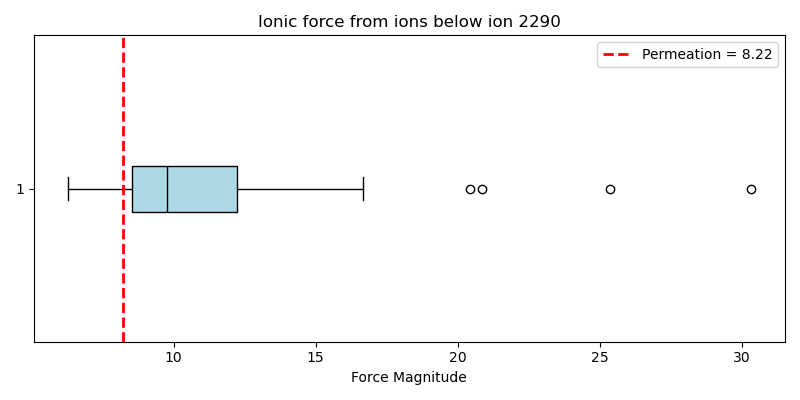 Ionic force from ions below ion 2290
Permeation = 8.22
1
10 15 20 25 30
Force Magnitude